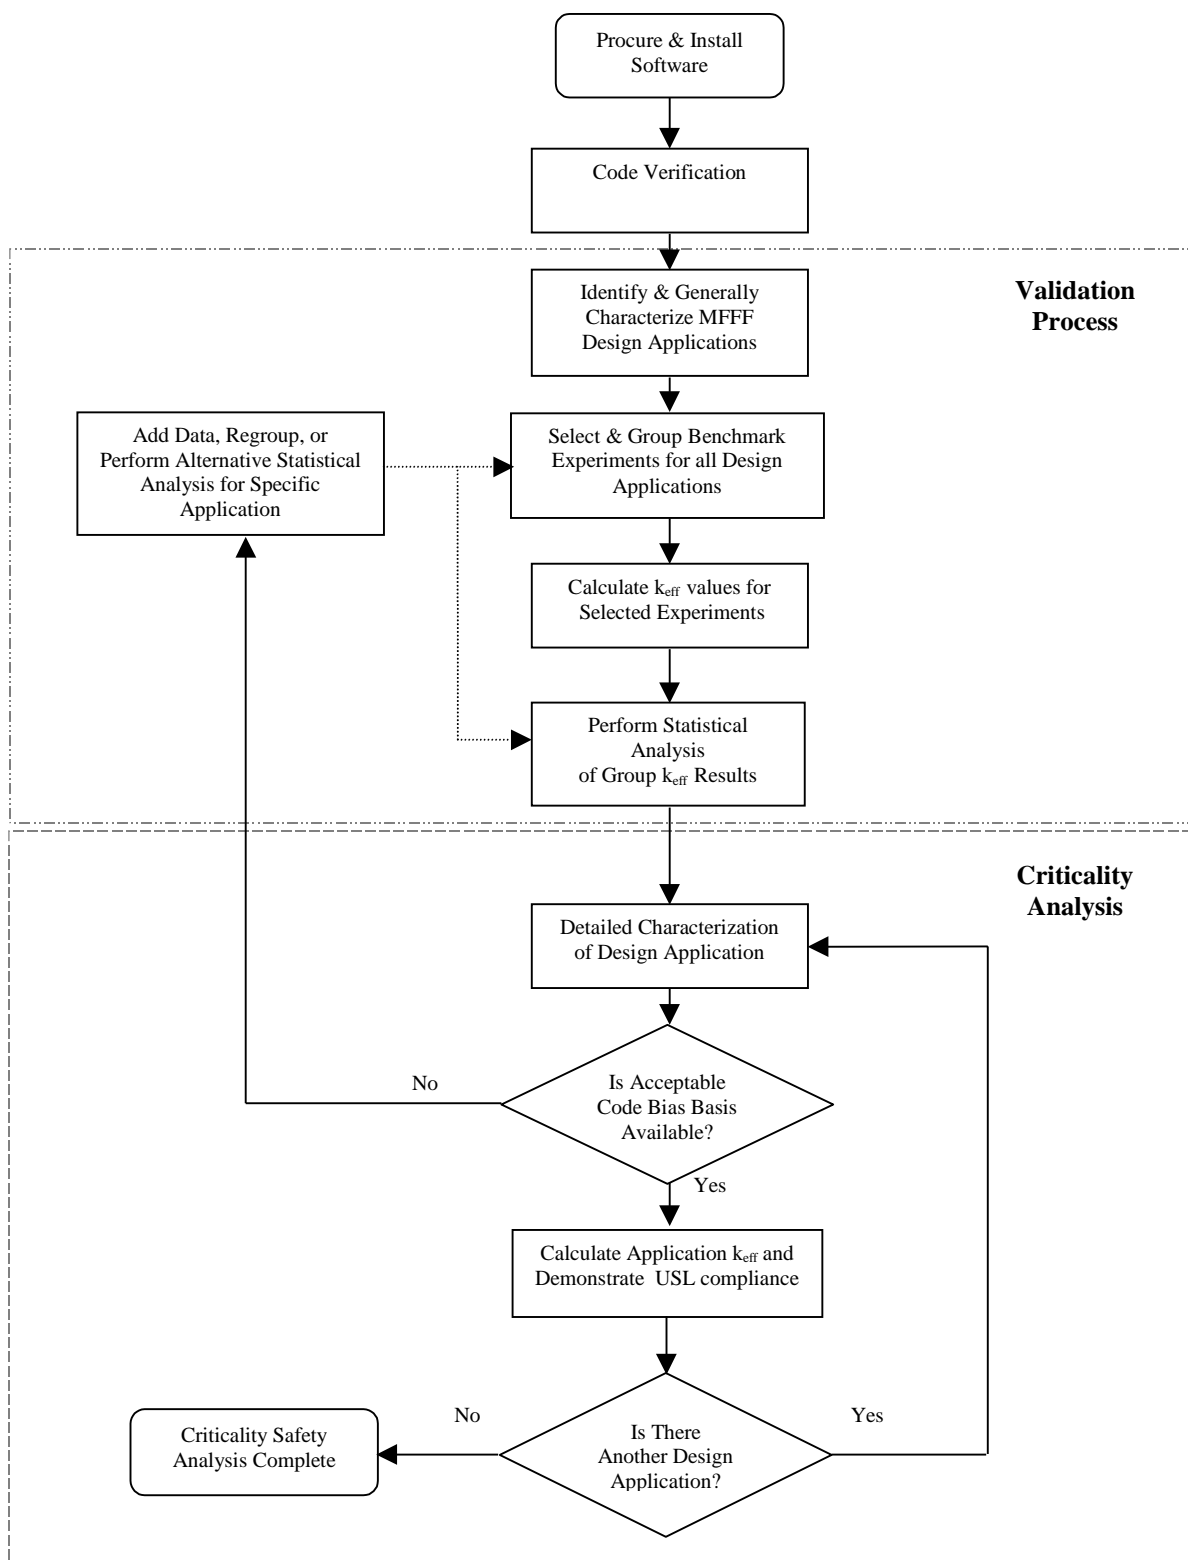 Procure & Install
Software
Code Verification
Validation
Process
Identify & Generally
Characterize MFFF
Design Applications
Add Data, Regroup, or
Perform Alternative Statistical
Analysis for Specific
Application
Select & Group Benchmark
Experiments for all Design
Applications
Calculate keff values for
Selected Experiments
Perform Statistical
Analysis
of Group keff Results
Criticality
Analysis
Detailed Characterization
of Design Application
No
Is Acceptable
Code Bias Basis
Available?
Yes
Calculate Application keff and
Demonstrate USL compliance
No
Yes
Is There
Another Design
Application?
Criticality Safety
Analysis Complete